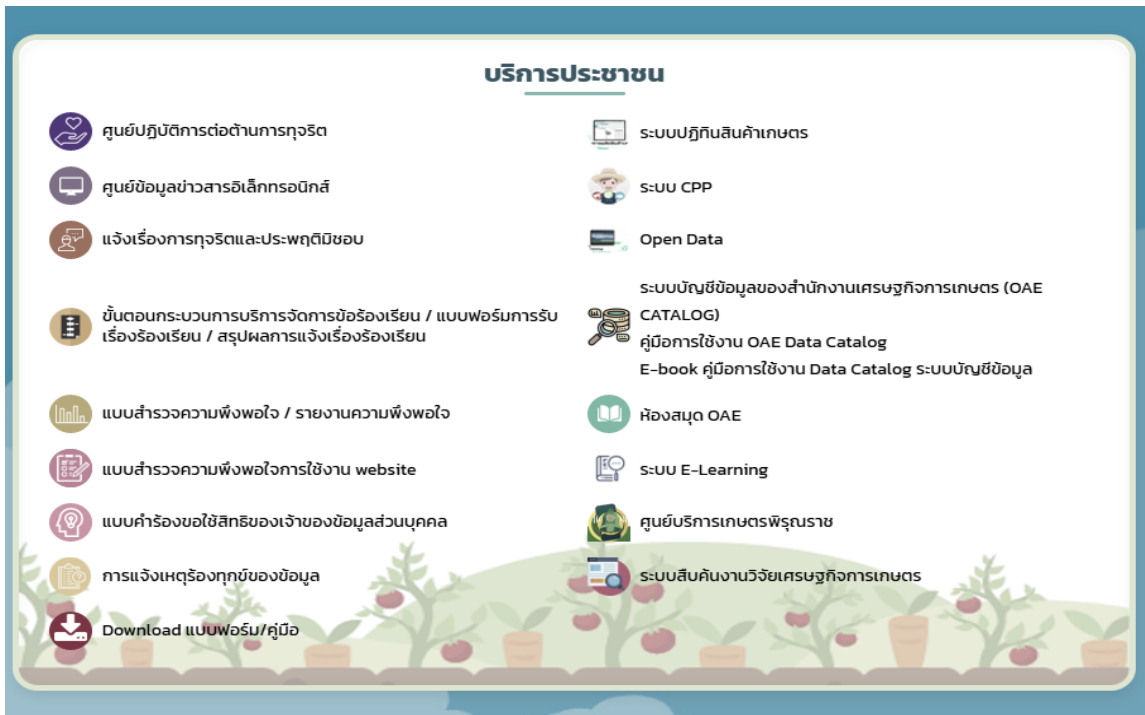 บริการประชาชน
ศูนย์ปฏิบัติการต่อต้านการทุจริต
ศูนย์ข้อมูลข่าวสารอิเล็กทรอนิกส์
แจ้งเรื่องการทุจริตและประพฤติมิชอบ
ขั้นตอนกระบวนการบริการจัดการข้อร้องเรียน / แบบฟอร์มการรับ
เรื่องร้องเรียน / สรุปผลการแจ้งเรื่องร้องเรียน
แบบสำรวจความพึงพอใจ / รายงานความพึงพอใจ
แบบสำรวจความพึงพอใจการใช้งาน website
แบบคำร้องขอใช้สิทธิของเจ้าของข้อมูลส่วนบุคคล
การแจ้งเหตุร้องทุกข์ของข้อมูล
Download แบบฟอร์ม/คู่มือ
ระบบปฏิทินสินค้าเกษตร
ระบบ CPP
Open Data
ระบบบัญชีข้อมูลของสำนักงานเศรษฐกิจการเกษตร (OAE
CATALOG)
คู่มือการใช้งาน OAE Data Catalog
E-book คู่มือการใช้งาน Data Catalog ระบบบัญชีข้อมูล
ห้องสมุด OAE
ระบบ E-Learning
ศูนย์บริการเกษตรพิรุณราช
ระบบสืบค้นงานวิจัยเศรษฐกิจการเกษตร